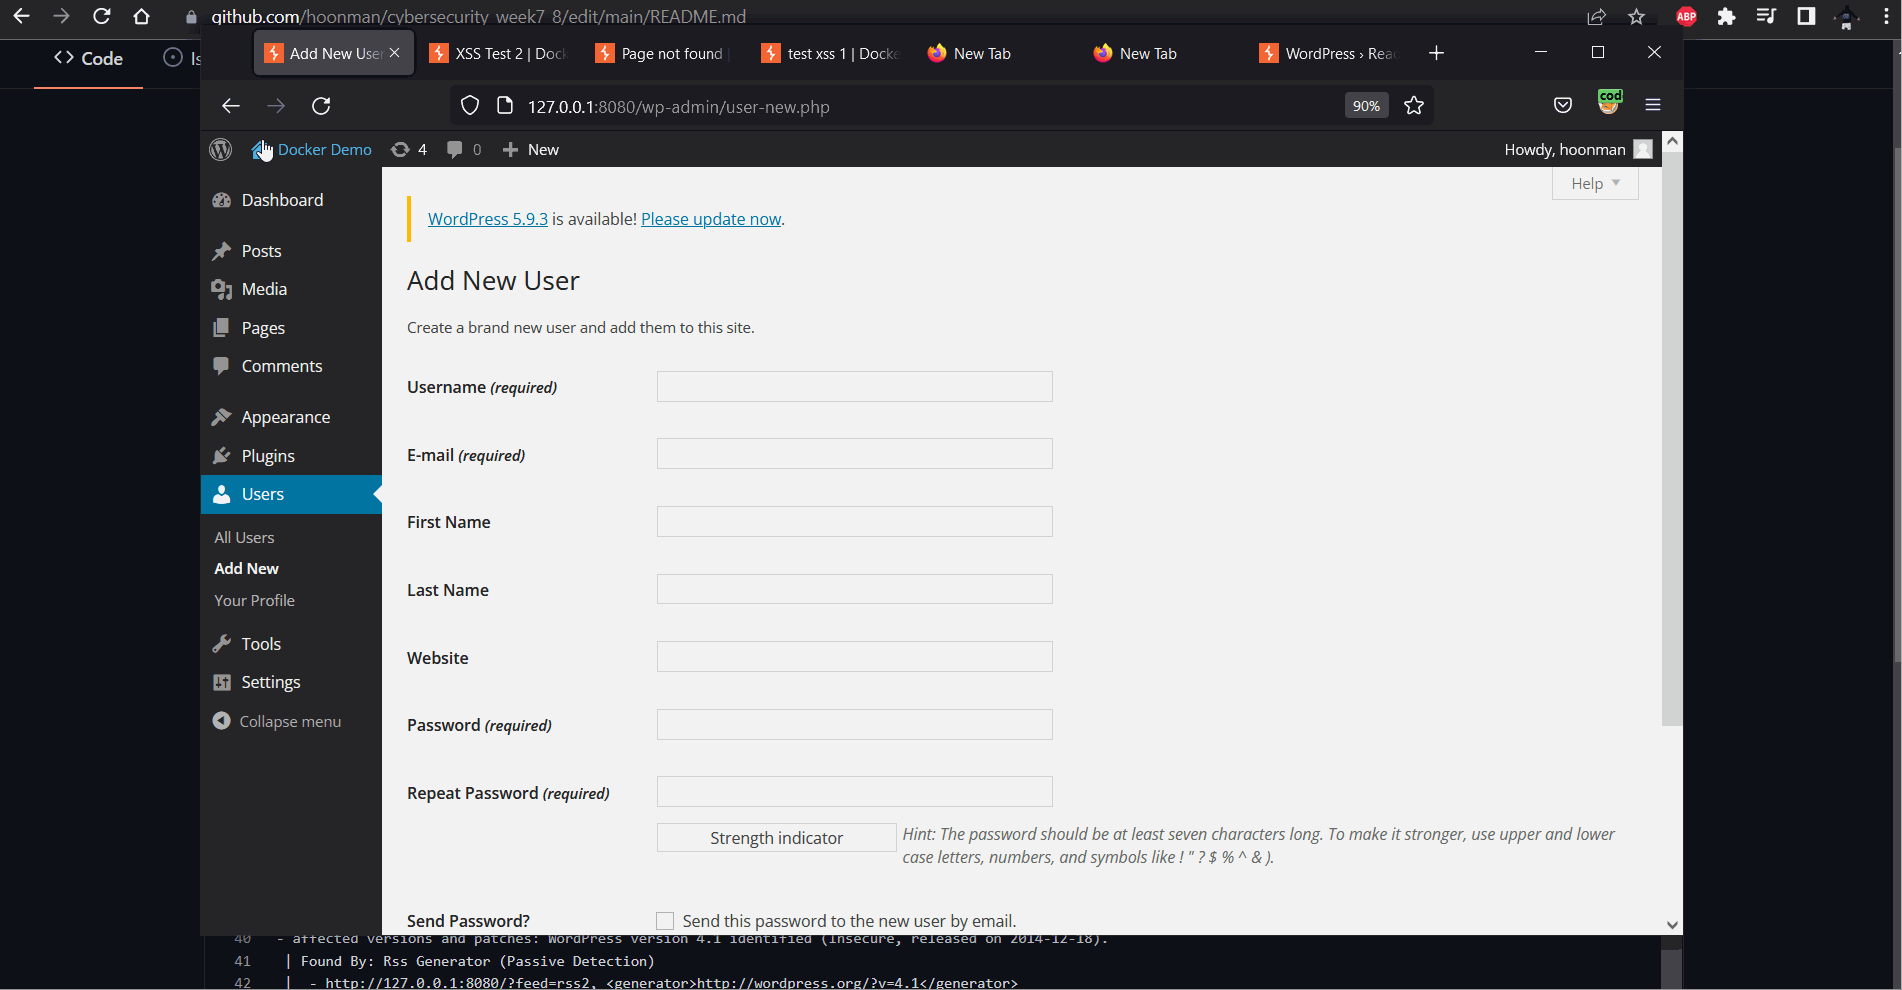 github.com/hoonman/cybersecurity_week7_8/edit/main/README.md
ABP
<> Code
Is
Add New User
XSS Test 2 | Dock
Page not found |
test xss 1 | Docke
New Tab
New Tab
WordPress › Rea
127.0.0.1:8080/wp-admin/user-new.php
90%
cod
Docker Demo
4
0
New
Howdy, hoonman
Help
Dashboard
Posts
Media
Pages
Comments
Appearance
Plugins
Users
All Users
Add New
Your Profile
Tools
Settings
Collapse menu
WordPress 5.9.3 is available! Please update now.
Add New User
Create a brand new user and add them to this site.
Username (required)
E-mail (required)
First Name
Last Name
Website
Password (required)
Repeat Password (required)
Strength indicator
Hint: The password should be at least seven characters long. To make it stronger, use upper and lower
case letters, numbers, and symbols like ! " ? $ % ^ & ).
Send Password?
Send this password to the new user by email.
40 - affected versions and patches: WordPress version 4.1 identified (Insecure, released on 2014-12-18).
41 | Found By: Rss Generator (Passive Detection)
42 | - http://127.0.0.1:8080/?feed=rss2, <generator>http://wordpress.org/?v=4.1</generator>